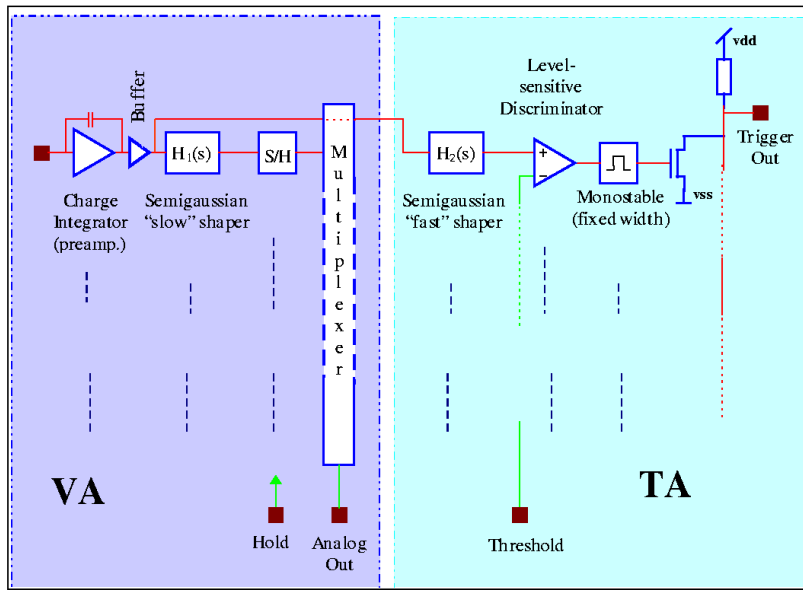 Buffer
H₁(s)
S/H
Charge
Integrator
(preamp.)
Semigaussian
“slow” shaper
Multiplexer
VA
Hold
Analog
Out
Level-
sensitive
Discriminator
vdd
H₂(s)
+
−
Trigger
Out
vss
Semigaussian
“fast” shaper
Monostable
(fixed width)
TA
Threshold